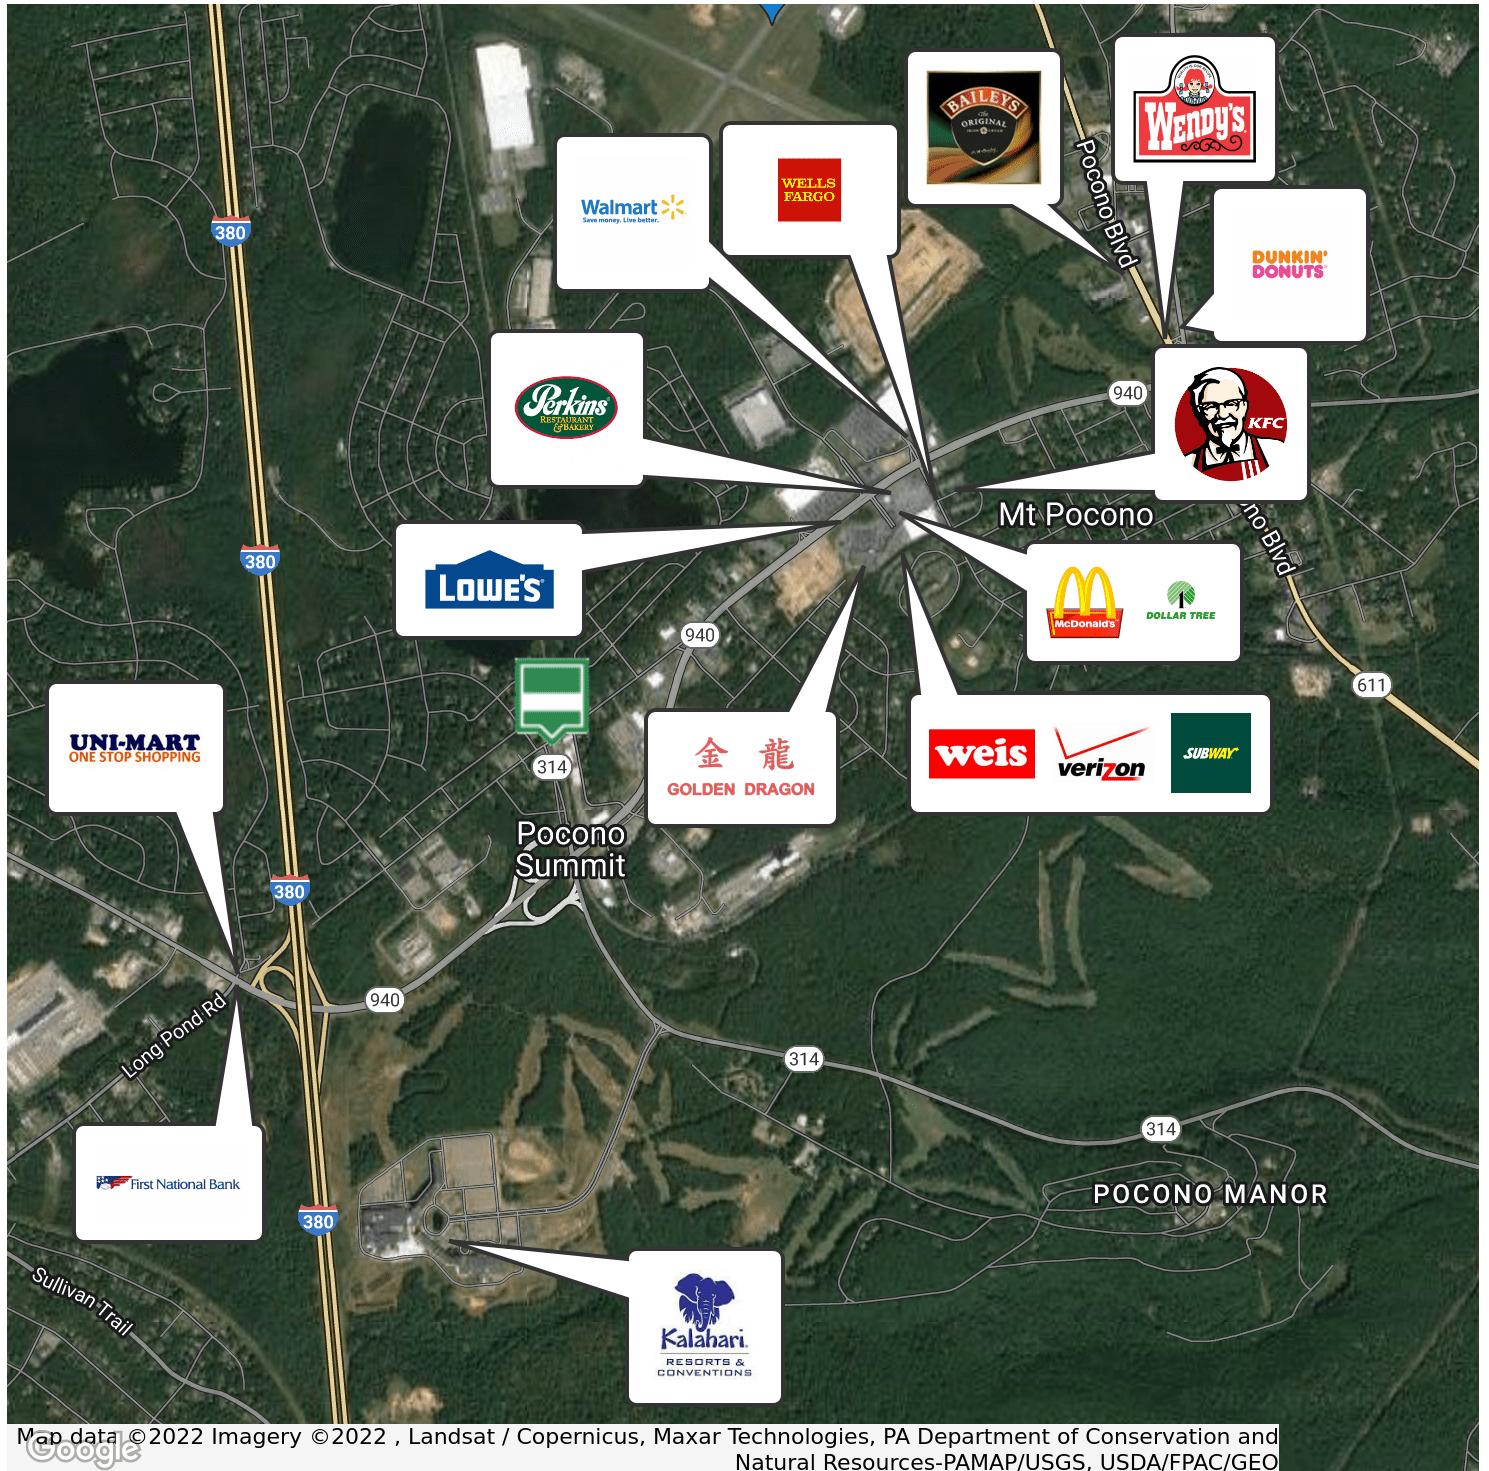 BAILEYS
The
ORIGINAL
WENDY'S
Pocono Blvd
Walmart
Save money. Live better.
WELLS
FARGO
DUNKIN'
DONUTS
380
Perkins
RESTAURANT
& BAKERY
940
KFC
Mt Pocono
no Blvd
LOWE'S
380
McDonald's
1
DOLLAR TREE
940
611
UNI-MART
ONE STOP SHOPPING
314
金 龍
GOLDEN DRAGON
weis
verizon
SUBWAY
Pocono
Summit
380
940
Long Pond Rd
314
314
First National Bank
POCONO MANOR
380
Sullivan Trail
Kalahari
RESORTS &
CONVENTIONS
Map data ©2022 Imagery ©2022 , Landsat / Copernicus, Maxar Technologies, PA Department of Conservation and
Natural Resources-PAMAP/USGS, USDA/FPAC/GEO
Google